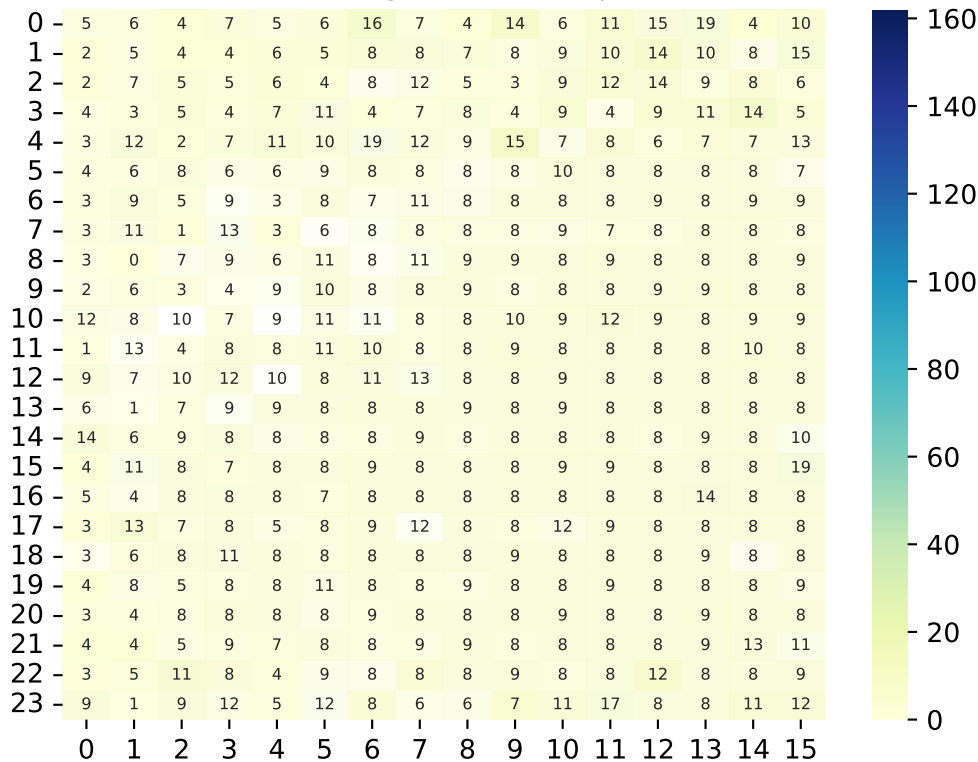 0 5 6 4 7 5 6 16 7 4 14 6 11 15 19 4 10
1 2 5 4 4 6 5 8 8 7 8 9 10 14 10 8 15
2 2 7 5 5 6 4 8 12 5 3 9 12 14 9 8 6
3 4 3 5 4 7 11 4 7 8 4 9 4 9 11 14 5
4 3 12 2 7 11 10 19 12 9 15 7 8 6 7 7 13
5 4 6 8 6 6 9 8 8 8 8 10 8 8 8 8 7
6 3 9 5 9 3 8 7 11 8 8 8 8 9 8 9 9
7 3 11 1 13 3 6 8 8 8 8 9 7 8 8 8 8
8 3 0 7 9 6 11 8 11 9 9 8 9 8 8 8 9
9 2 6 3 4 9 10 8 8 9 8 8 8 9 9 8 8
10 12 8 10 7 9 11 11 8 8 10 9 12 9 8 9 9
11 1 13 4 8 8 11 10 8 8 9 8 8 8 8 10 8
12 9 7 10 12 10 8 11 13 8 8 9 8 8 8 8 8
13 6 1 7 9 9 8 8 8 9 8 9 8 8 8 8 8
14 14 6 9 8 8 8 8 9 8 8 8 8 8 9 8 10
15 4 11 8 7 8 8 9 8 8 8 9 9 8 8 8 19
16 5 4 8 8 8 7 8 8 8 8 8 8 8 14 8 8
17 3 13 7 8 5 8 9 12 8 8 12 9 8 8 8 8
18 3 6 8 11 8 8 8 8 8 9 8 8 8 9 8 8
19 4 8 5 8 8 11 8 8 9 8 8 9 8 8 8 9
20 3 4 8 8 8 8 9 8 8 8 9 8 8 9 8 8
21 4 4 5 9 7 8 8 9 9 8 8 8 8 9 13 11
22 3 5 11 8 4 9 8 8 8 9 8 8 12 8 8 9
23 9 1 9 12 5 12 8 6 6 7 11 17 8 8 11 12
0 1 2 3 4 5 6 7 8 9 10 11 12 13 14 15
160
140
120
100
80
60
40
20
0